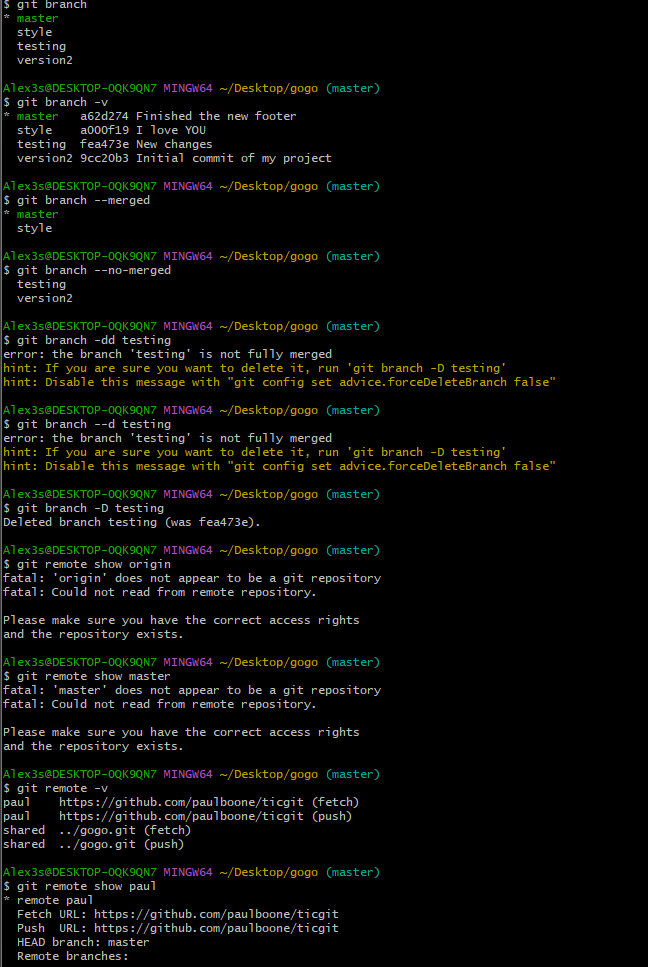 $ git branch
* master
  style
  testing
  version2

Alex3s@DESKTOP-OQK9QN7 MINGW64 ~/Desktop/gogo (master)
$ git branch -v
* master   a62d274 Finished the new footer
  style    a000f19 I love YOU
  testing  fea473e New changes
  version2 9cc20b3 Initial commit of my project

Alex3s@DESKTOP-OQK9QN7 MINGW64 ~/Desktop/gogo (master)
$ git branch --merged
* master
  style

Alex3s@DESKTOP-OQK9QN7 MINGW64 ~/Desktop/gogo (master)
$ git branch --no-merged
  testing
  version2

Alex3s@DESKTOP-OQK9QN7 MINGW64 ~/Desktop/gogo (master)
$ git branch -dd testing
error: the branch 'testing' is not fully merged
hint: If you are sure you want to delete it, run 'git branch -D testing'
hint: Disable this message with "git config set advice.forceDeleteBranch false"

Alex3s@DESKTOP-OQK9QN7 MINGW64 ~/Desktop/gogo (master)
$ git branch --d testing
error: the branch 'testing' is not fully merged
hint: If you are sure you want to delete it, run 'git branch -D testing'
hint: Disable this message with "git config set advice.forceDeleteBranch false"

Alex3s@DESKTOP-OQK9QN7 MINGW64 ~/Desktop/gogo (master)
$ git branch -D testing
Deleted branch testing (was fea473e).

Alex3s@DESKTOP-OQK9QN7 MINGW64 ~/Desktop/gogo (master)
$ git remote show origin
fatal: 'origin' does not appear to be a git repository
fatal: Could not read from remote repository.

Please make sure you have the correct access rights
and the repository exists.

Alex3s@DESKTOP-OQK9QN7 MINGW64 ~/Desktop/gogo (master)
$ git remote show master
fatal: 'master' does not appear to be a git repository
fatal: Could not read from remote repository.

Please make sure you have the correct access rights
and the repository exists.

Alex3s@DESKTOP-OQK9QN7 MINGW64 ~/Desktop/gogo (master)
$ git remote -v
paul    https://github.com/paulboone/ticgit (fetch)
paul    https://github.com/paulboone/ticgit (push)
shared  ../gogo.git (fetch)
shared  ../gogo.git (push)

Alex3s@DESKTOP-OQK9QN7 MINGW64 ~/Desktop/gogo (master)
$ git remote show paul
* remote paul
  Fetch URL: https://github.com/paulboone/ticgit
  Push  URL: https://github.com/paulboone/ticgit
  HEAD branch: master
  Remote branches: